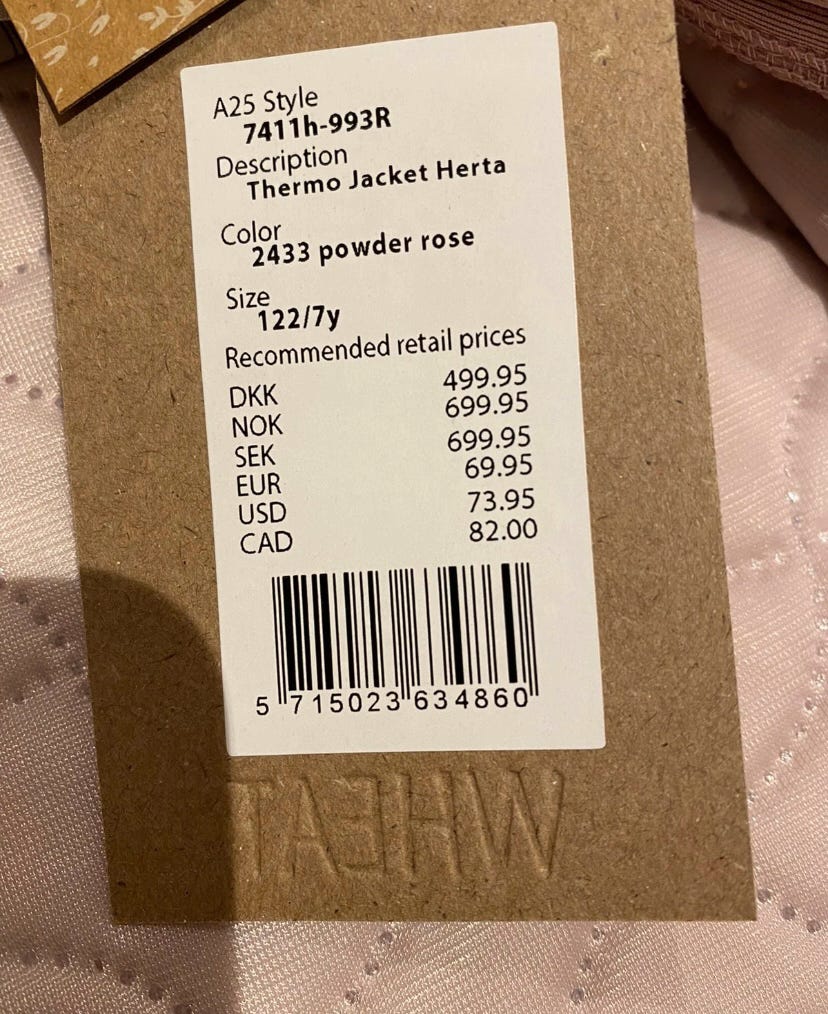 A25 Style
7411h-993R
Description
Thermo Jacket Herta
Color
2433 powder rose
Size
122/7y
Recommended retail prices
DKK 499.95
NOK 699.95
SEK 699.95
EUR 69.95
USD 73.95
CAD 82.00
5 715023 634860
WHEAT